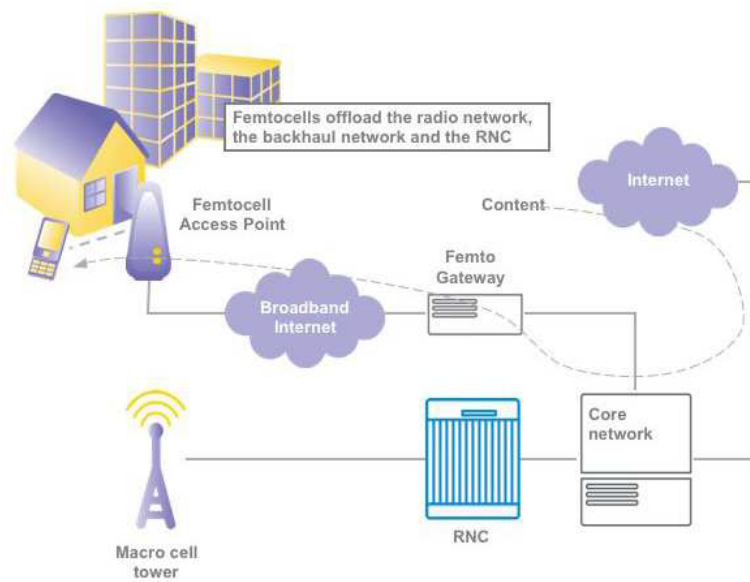 Femtocells offload the radio network,
the backhaul network and the RNC
Internet
Femtocell
Access Point
Content
Femto
Gateway
Broadband
Internet
Core
network
RNC
Macro cell
tower